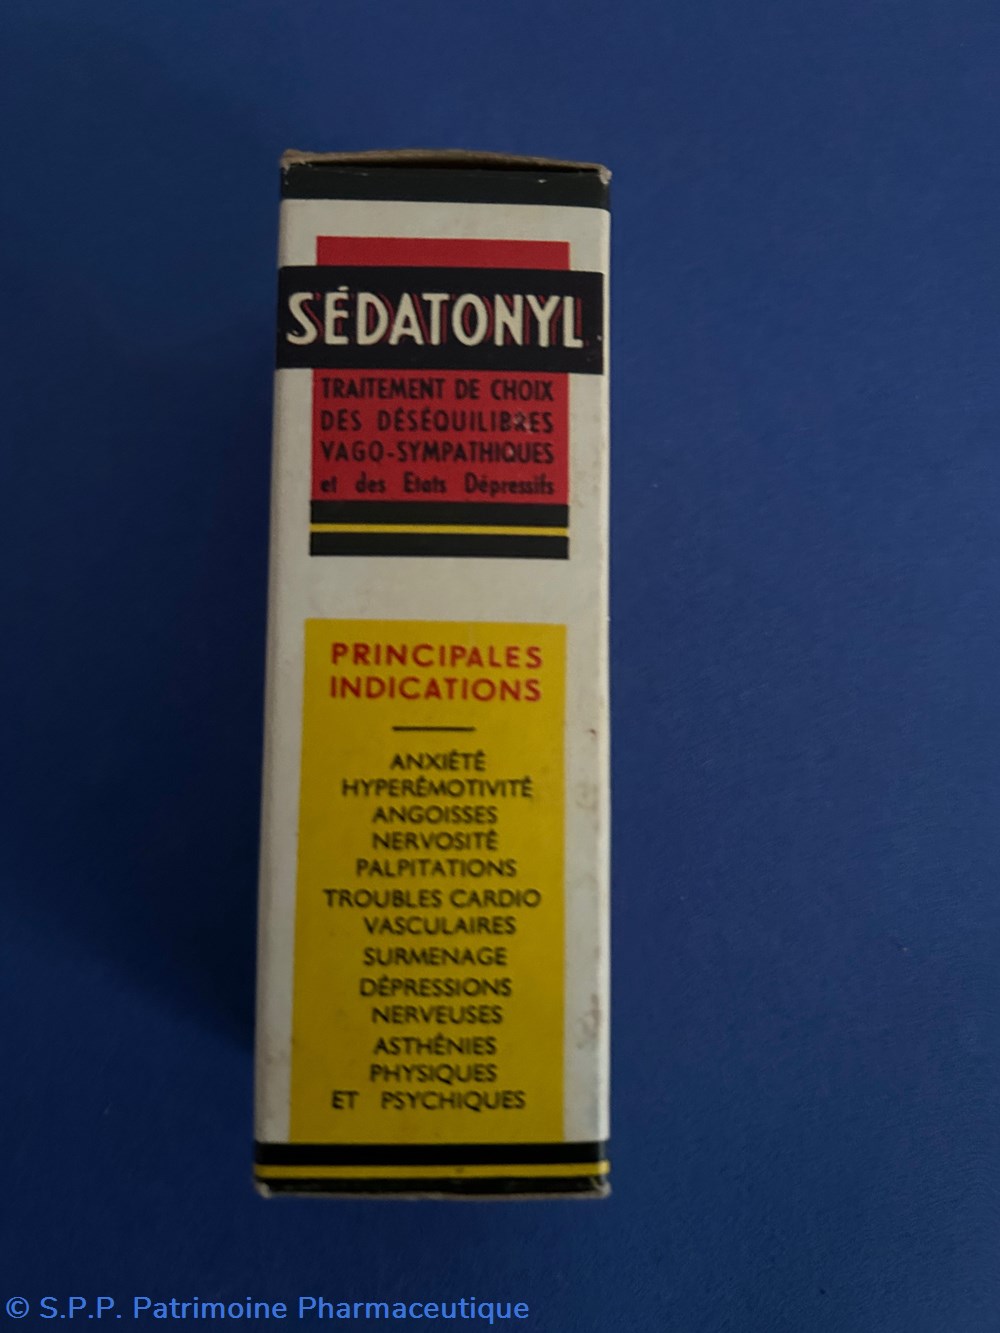 SÉDATONYL
TRAITEMENT DE CHOIX
DES DÉSÉQUILIBRES
VAGO-SYMPATHIQUES
et des Etats Dépressifs
PRINCIPALES
INDICATIONS
ANXIÉTÉ
HYPERÉMOTIVITÉ
ANGOISSES
NERVOSITÉ
PALPITATIONS
TROUBLES CARDIO
VASCULAIRES
SURMENAGE
DÉPRESSIONS
NERVEUSES
ASTHÉNIES
PHYSIQUES
ET PSYCHIQUES
© S.P.P. Patrimoine Pharmaceutique